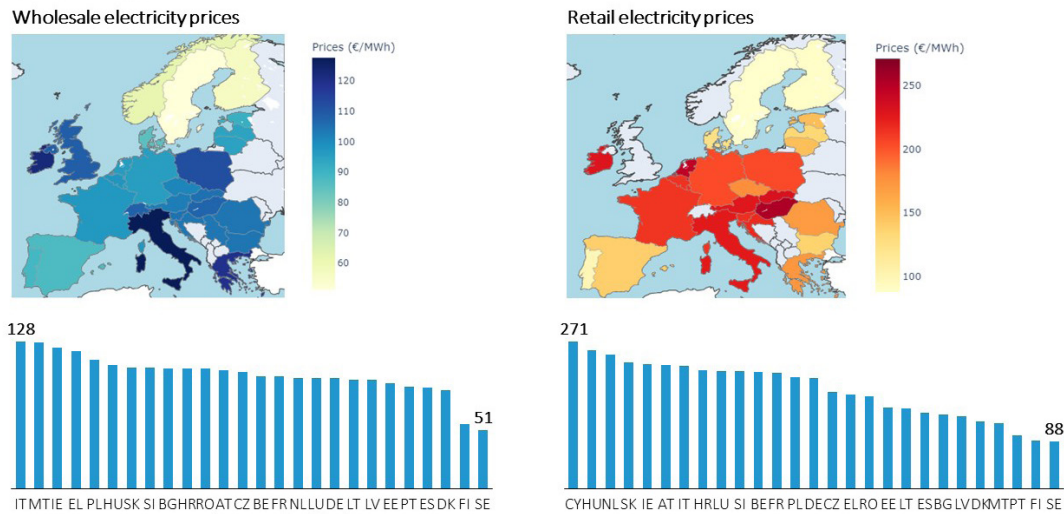 Wholesale electricity prices
Prices (€/MWh)
120
110
100
90
80
70
60
128
51
IT MT IE EL PL HU SK SI BG HR RO AT CZ BE FR NL LU DE LT LV EE PT ES DK FI SE
Retail electricity prices
Prices (€/MWh)
250
200
150
100
271
88
CY HU NL SK IE AT IT HR LU SI BE FR PL DE CZ EL RO EE LT ES BG LV DK MT PT FI SE